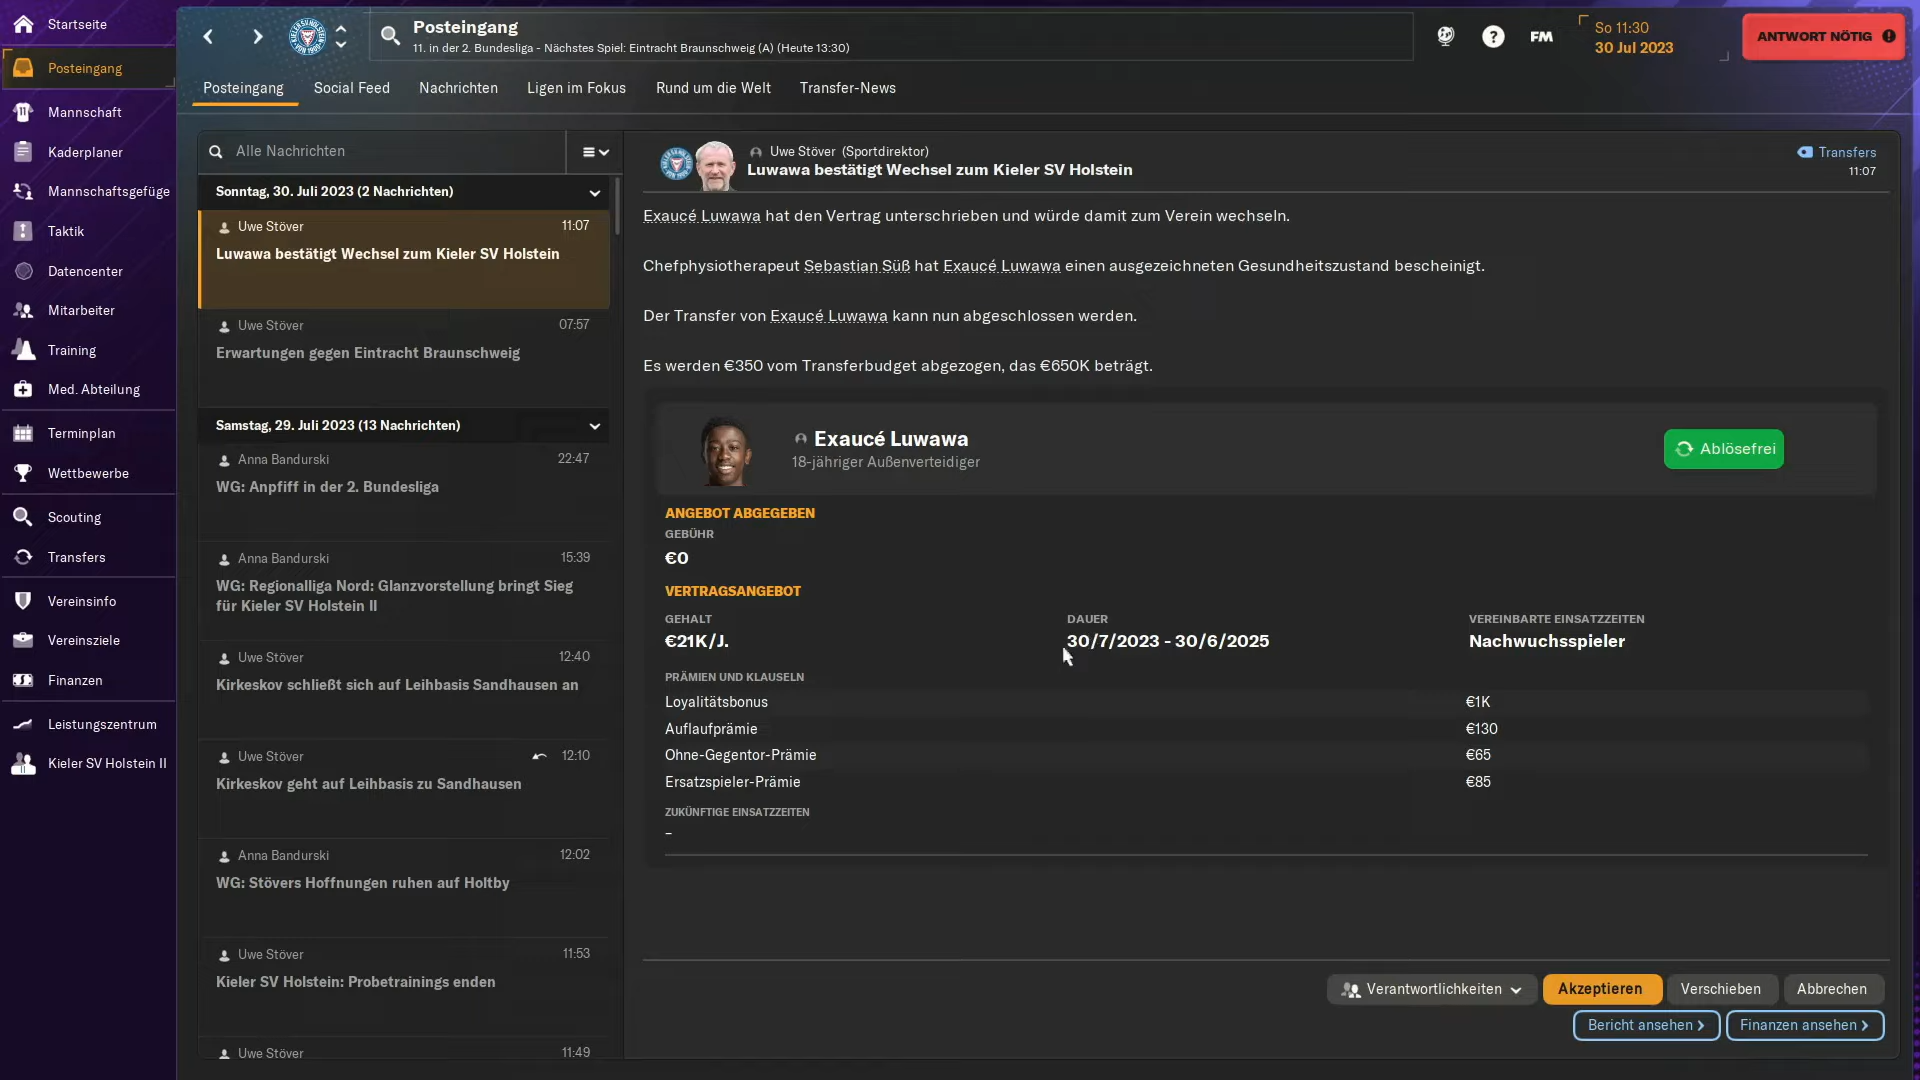 Startseite
Posteingang
Mannschaft
Kaderplaner
Mannschaftsgefüge
Taktik
Datencenter
Mitarbeiter
Training
Med. Abteilung
Terminplan
Wettbewerbe
Scouting
Transfers
Vereinsinfo
Vereinsziele
Finanzen
Leistungszentrum
Kieler SV Holstein II
Posteingang
11. in der 2. Bundesliga - Nächstes Spiel: Eintracht Braunschweig (A) (Heute 13:30)
FM
So 11:30
30 Jul 2023
ANTWORT NÖTIG
Posteingang
Social Feed
Nachrichten
Ligen im Fokus
Rund um die Welt
Transfer-News
Alle Nachrichten
Sonntag, 30. Juli 2023 (2 Nachrichten)
Uwe Stöver 11:07
Luwawa bestätigt Wechsel zum Kieler SV Holstein
Uwe Stöver 07:57
Erwartungen gegen Eintracht Braunschweig
Samstag, 29. Juli 2023 (13 Nachrichten)
Anna Bandurski 22:47
WG: Anpfiff in der 2. Bundesliga
Anna Bandurski 15:39
WG: Regionalliga Nord: Glanzvorstellung bringt Sieg
für Kieler SV Holstein II
Uwe Stöver 12:40
Kirkeskov schließt sich auf Leihbasis Sandhausen an
Uwe Stöver 12:10
Kirkeskov geht auf Leihbasis zu Sandhausen
Anna Bandurski 12:02
WG: Stövers Hoffnungen ruhen auf Holtby
Uwe Stöver 11:53
Kieler SV Holstein: Probetrainings enden
Uwe Stöver 11:49
Uwe Stöver (Sportdirektor)
Luwawa bestätigt Wechsel zum Kieler SV Holstein
Transfers
11:07
Exaucé Luwawa hat den Vertrag unterschrieben und würde damit zum Verein wechseln.
Chefphysiotherapeut Sebastian Süß hat Exaucé Luwawa einen ausgezeichneten Gesundheitszustand bescheinigt.
Der Transfer von Exaucé Luwawa kann nun abgeschlossen werden.
Es werden €350 vom Transferbudget abgezogen, das €650K beträgt.
Exaucé Luwawa
18-jähriger Außenverteidiger
Ablösefrei
ANGEBOT ABGEGEBEN
GEBÜHR
€0
VERTRAGSANGEBOT
GEHALT DAUER VEREINBARTE EINSATZZEITEN
€21K/J. 30/7/2023 - 30/6/2025 Nachwuchsspieler
PRÄMIEN UND KLAUSELN
Loyalitätsbonus €1K
Auflaufprämie €130
Ohne-Gegentor-Prämie €65
Ersatzspieler-Prämie €85
ZUKÜNFTIGE EINSATZZEITEN
-
Verantwortlichkeiten
Akzeptieren
Verschieben
Abbrechen
Bericht ansehen
Finanzen ansehen